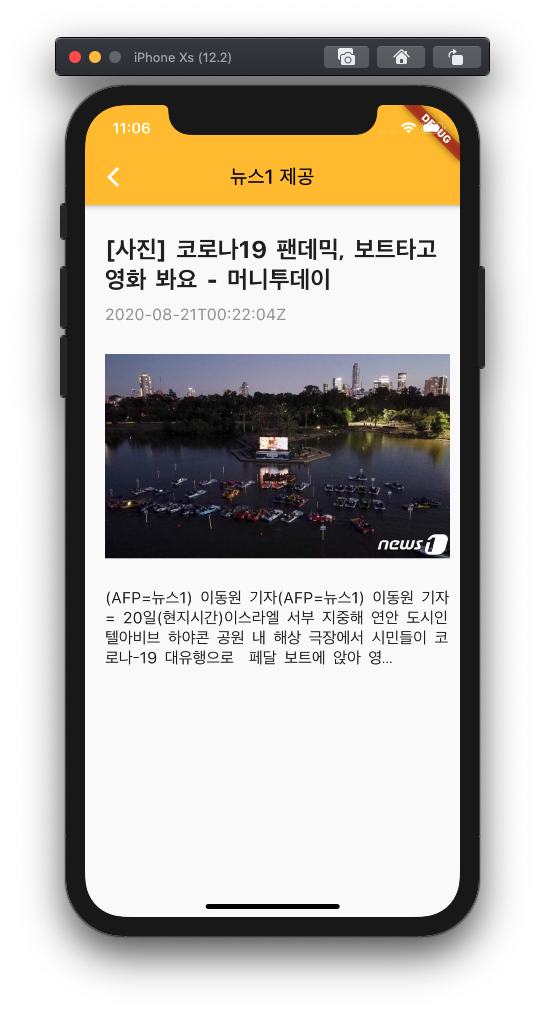 iPhone Xs (12.2)
11:06
DEBUG
뉴스1 제공
[사진] 코로나19 팬데믹, 보트타고
영화 봐요 - 머니투데이
2020-08-21T00:22:04Z
news1
(AFP=뉴스1) 이동원 기자(AFP=뉴스1) 이동원 기자
= 20일(현지시간)이스라엘 서부 지중해 연안 도시인
텔아비브 하야콘 공원 내 해상 극장에서 시민들이 코
로나-19 대유행으로 페달 보트에 앉아 영...